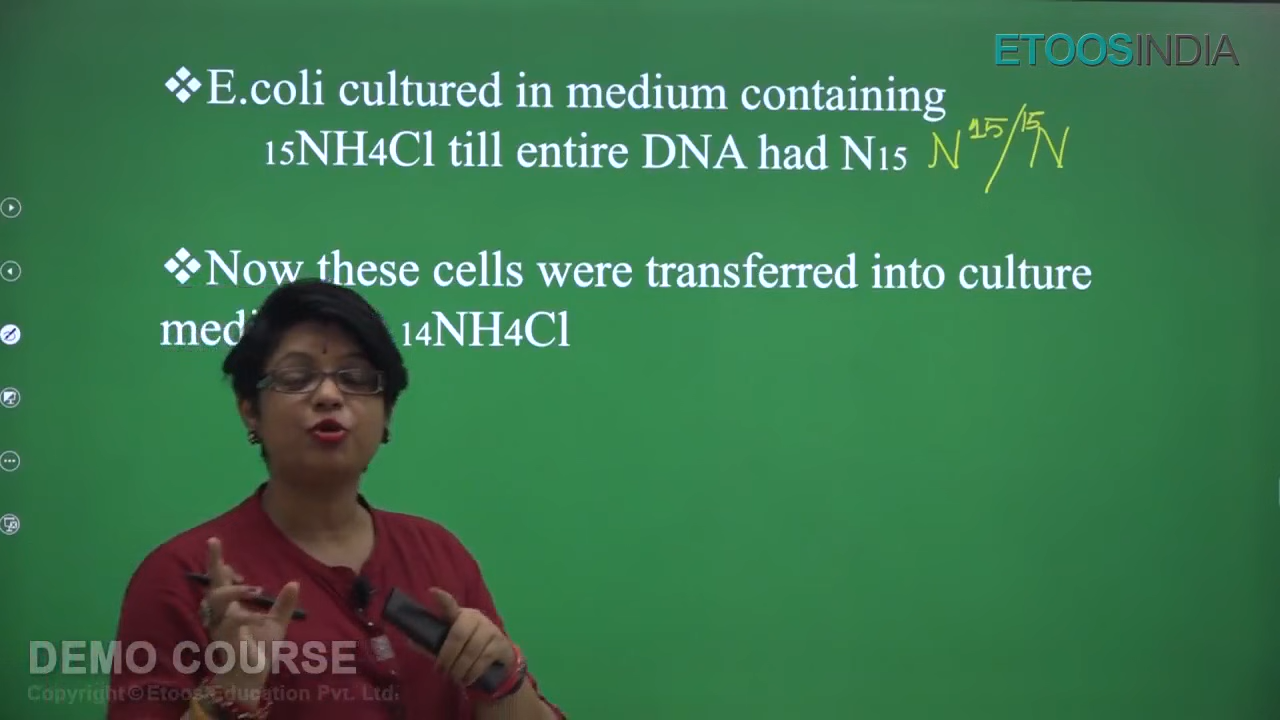 ETOOSINDIA
❖E.coli cultured in medium containing
15NH4Cl till entire DNA had N15 N15/15N
❖Now these cells were transferred into culture
14NH4Cl
DEMO COURSE
Copyright©Etoos Education Pvt. Ltd.